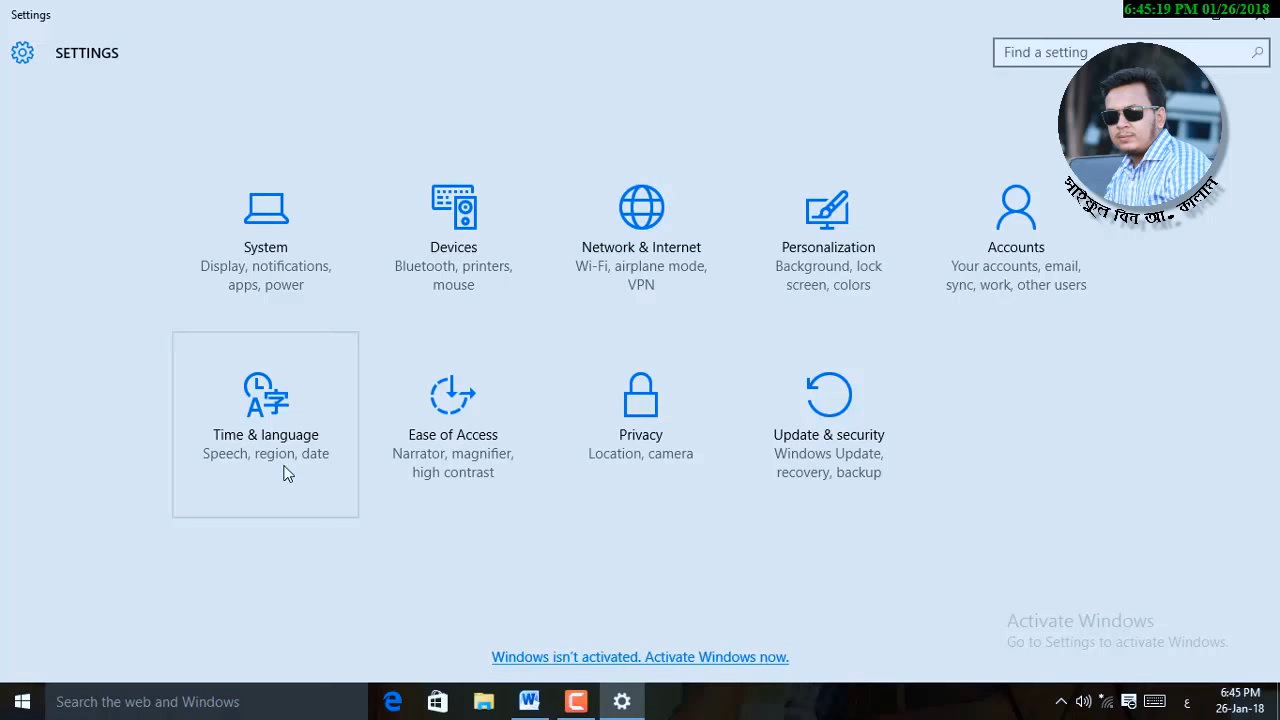 Settings
6:45:19 PM 01/26/2018
SETTINGS
Find a setting
সাইফুল বিন আ. কালাম
System
Display, notifications,
apps, power
Devices
Bluetooth, printers,
mouse
Network & Internet
Wi-Fi, airplane mode,
VPN
Personalization
Background, lock
screen, colors
Accounts
Your accounts, email,
sync, work, other users
Time & language
Speech, region, date
Ease of Access
Narrator, magnifier,
high contrast
Privacy
Location, camera
Update & security
Windows Update,
recovery, backup
Activate Windows
Go to Settings to activate Windows.
Windows isn't activated. Activate Windows now.
Search the web and Windows
ع
6:45 PM
26-Jan-18